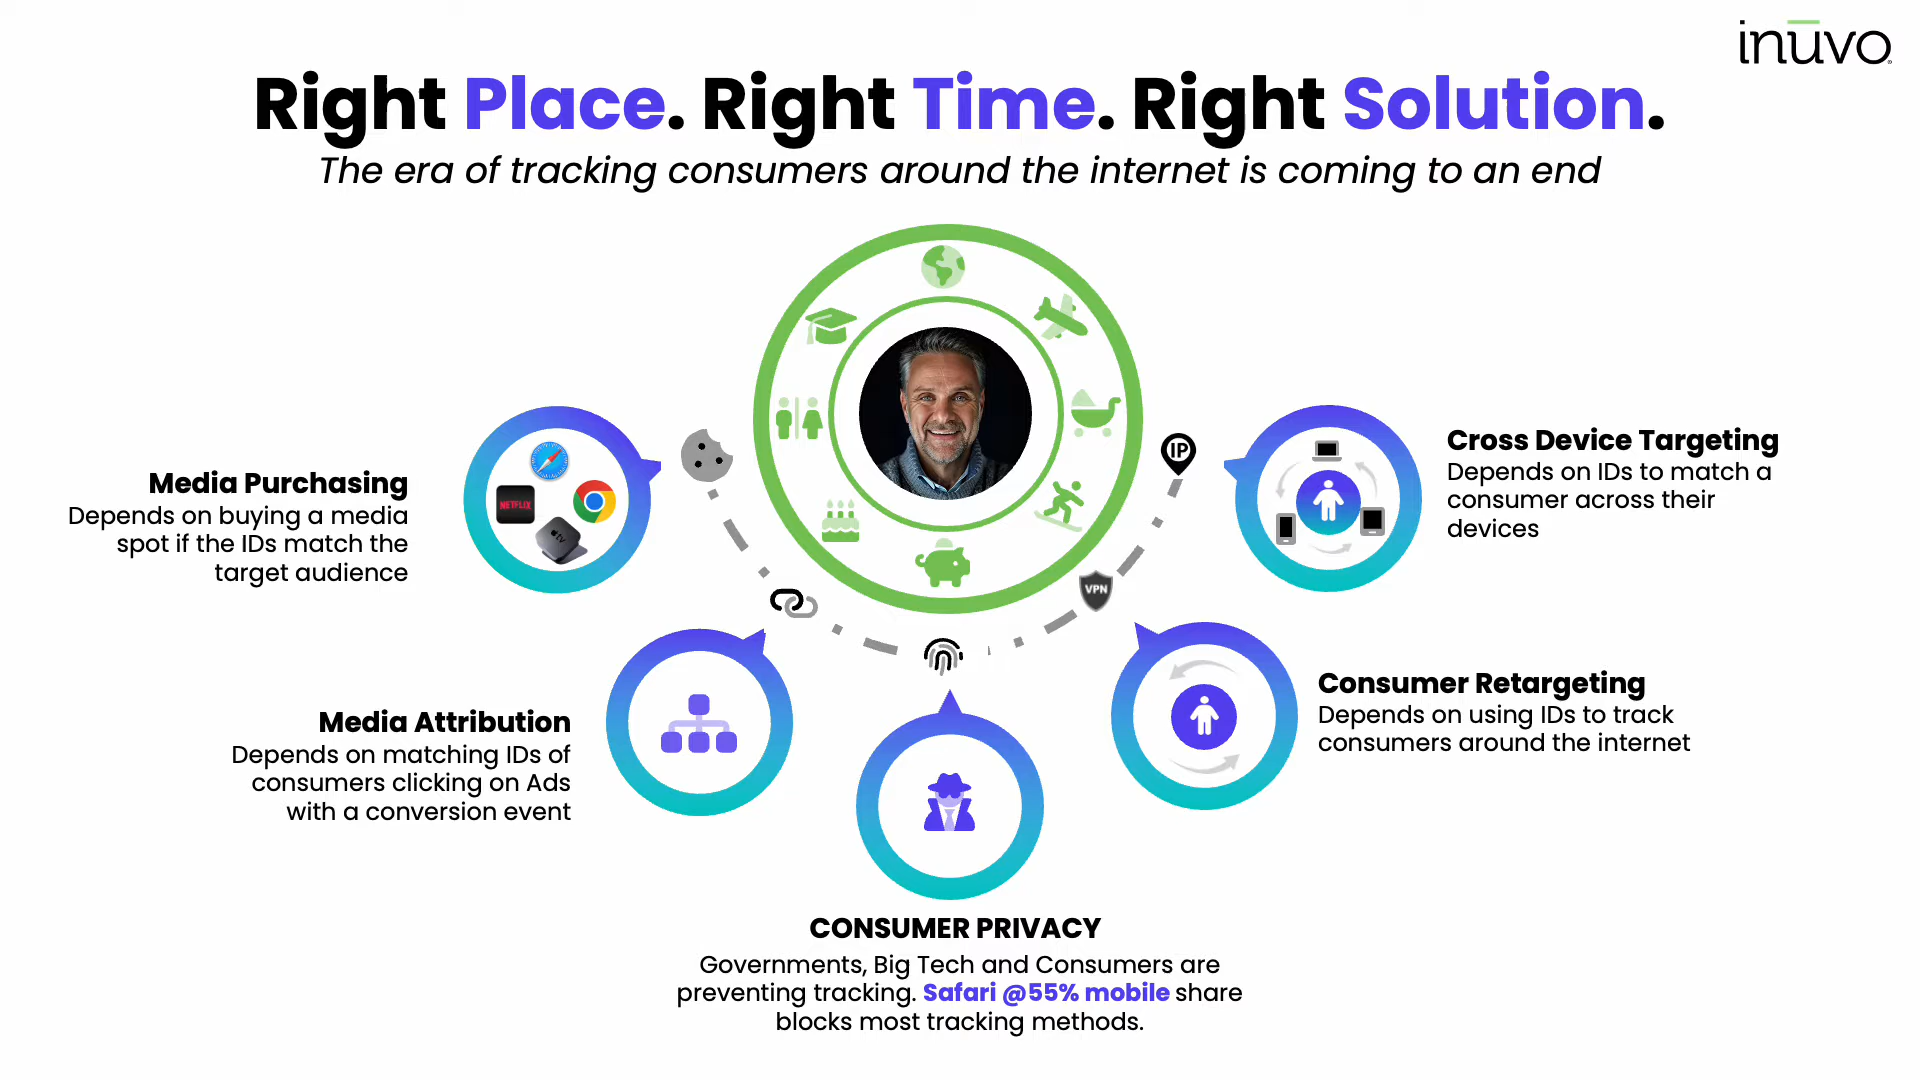 inuvo
Right Place. Right Time. Right Solution.
The era of tracking consumers around the internet is coming to an end
Media Purchasing
Depends on buying a media
spot if the IDs match the
target audience
NETFLIX
tv
IP
VPN
Cross Device Targeting
Depends on IDs to match a
consumer across their
devices
Media Attribution
Depends on matching IDs of
consumers clicking on Ads
with a conversion event
Consumer Retargeting
Depends on using IDs to track
consumers around the internet
CONSUMER PRIVACY
Governments, Big Tech and Consumers are
preventing tracking. Safari @55% mobile share
blocks most tracking methods.